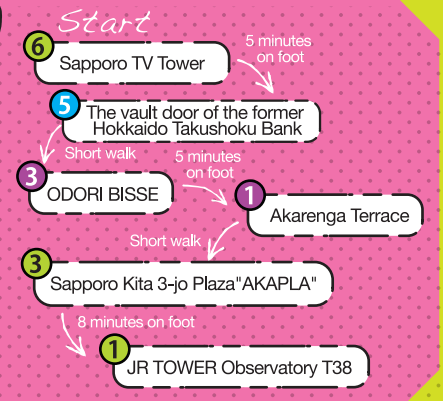 Start
6
Sapporo TV Tower
5 minutes
on foot
5
The vault door of the former
Hokkaido Takushoku Bank
Short walk
3
ODORI BISSE
5 minutes
on foot
1
Akarenga Terrace
Short walk
3
Sapporo Kita 3-jo Plaza"AKAPLA"
8 minutes on foot
1
JR TOWER Observatory T38